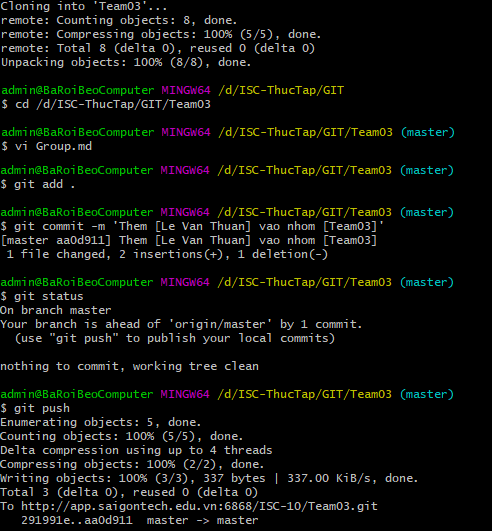 Cloning into 'Team03'...
remote: Counting objects: 8, done.
remote: Compressing objects: 100% (5/5), done.
remote: Total 8 (delta 0), reused 0 (delta 0)
Unpacking objects: 100% (8/8), done.
admin@BaRoiBeoComputer MINGW64 /d/ISC-ThucTap/GIT
$ cd /d/ISC-ThucTap/GIT/Team03
admin@BaRoiBeoComputer MINGW64 /d/ISC-ThucTap/GIT/Team03 (master)
$ vi Group.md
admin@BaRoiBeoComputer MINGW64 /d/ISC-ThucTap/GIT/Team03 (master)
$ git add .
admin@BaRoiBeoComputer MINGW64 /d/ISC-ThucTap/GIT/Team03 (master)
$ git commit -m 'Them [Le Van Thuan] vao nhom [Team03]'
[master aa0d911] Them [Le Van Thuan] vao nhom [Team03]
1 file changed, 2 insertions(+), 1 deletion(-)
admin@BaRoiBeoComputer MINGW64 /d/ISC-ThucTap/GIT/Team03 (master)
$ git status
On branch master
Your branch is ahead of 'origin/master' by 1 commit.
(use "git push" to publish your local commits)
nothing to commit, working tree clean
admin@BaRoiBeoComputer MINGW64 /d/ISC-ThucTap/GIT/Team03 (master)
$ git push
Enumerating objects: 5, done.
Counting objects: 100% (5/5), done.
Delta compression using up to 4 threads
Compressing objects: 100% (2/2), done.
Writing objects: 100% (3/3), 337 bytes | 337.00 KiB/s, done.
Total 3 (delta 0), reused 0 (delta 0)
To http://app.saigontech.edu.vn:6868/ISC-10/Team03.git
291991e..aa0d911 master -> master